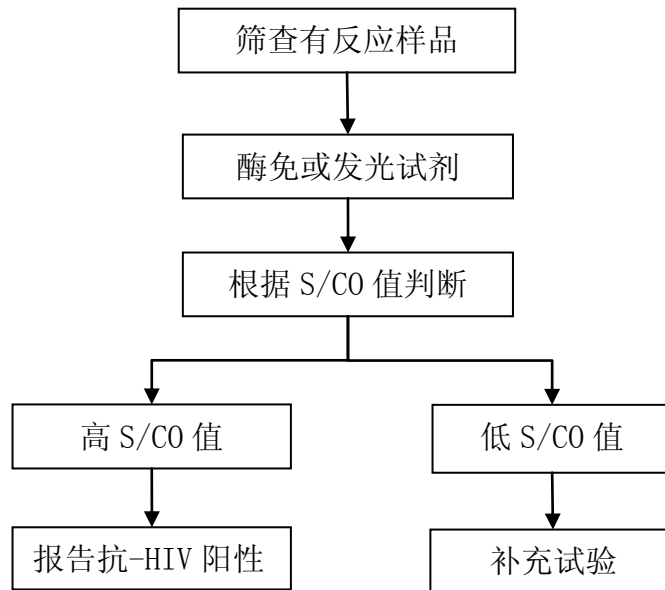 筛查有反应样品
酶免或发光试剂
根据 S/CO 值判断
高 S/CO 值
低 S/CO 值
报告抗-HIV 阳性
补充试验